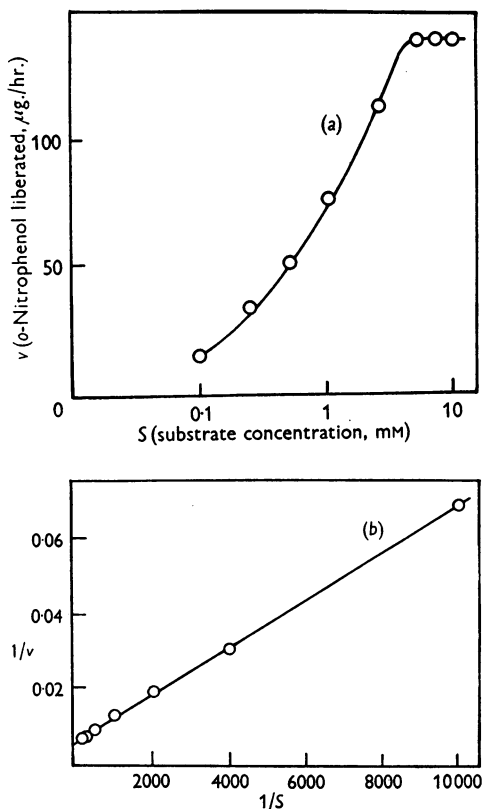 (a)
100
50
0
v (o-Nitrophenol liberated, μg./hr.)
0·1 1 10
S (substrate concentration, mM)
(b)
0·06
0·04
1/v
0·02
2000 4000 6000 8000 10000
1/S